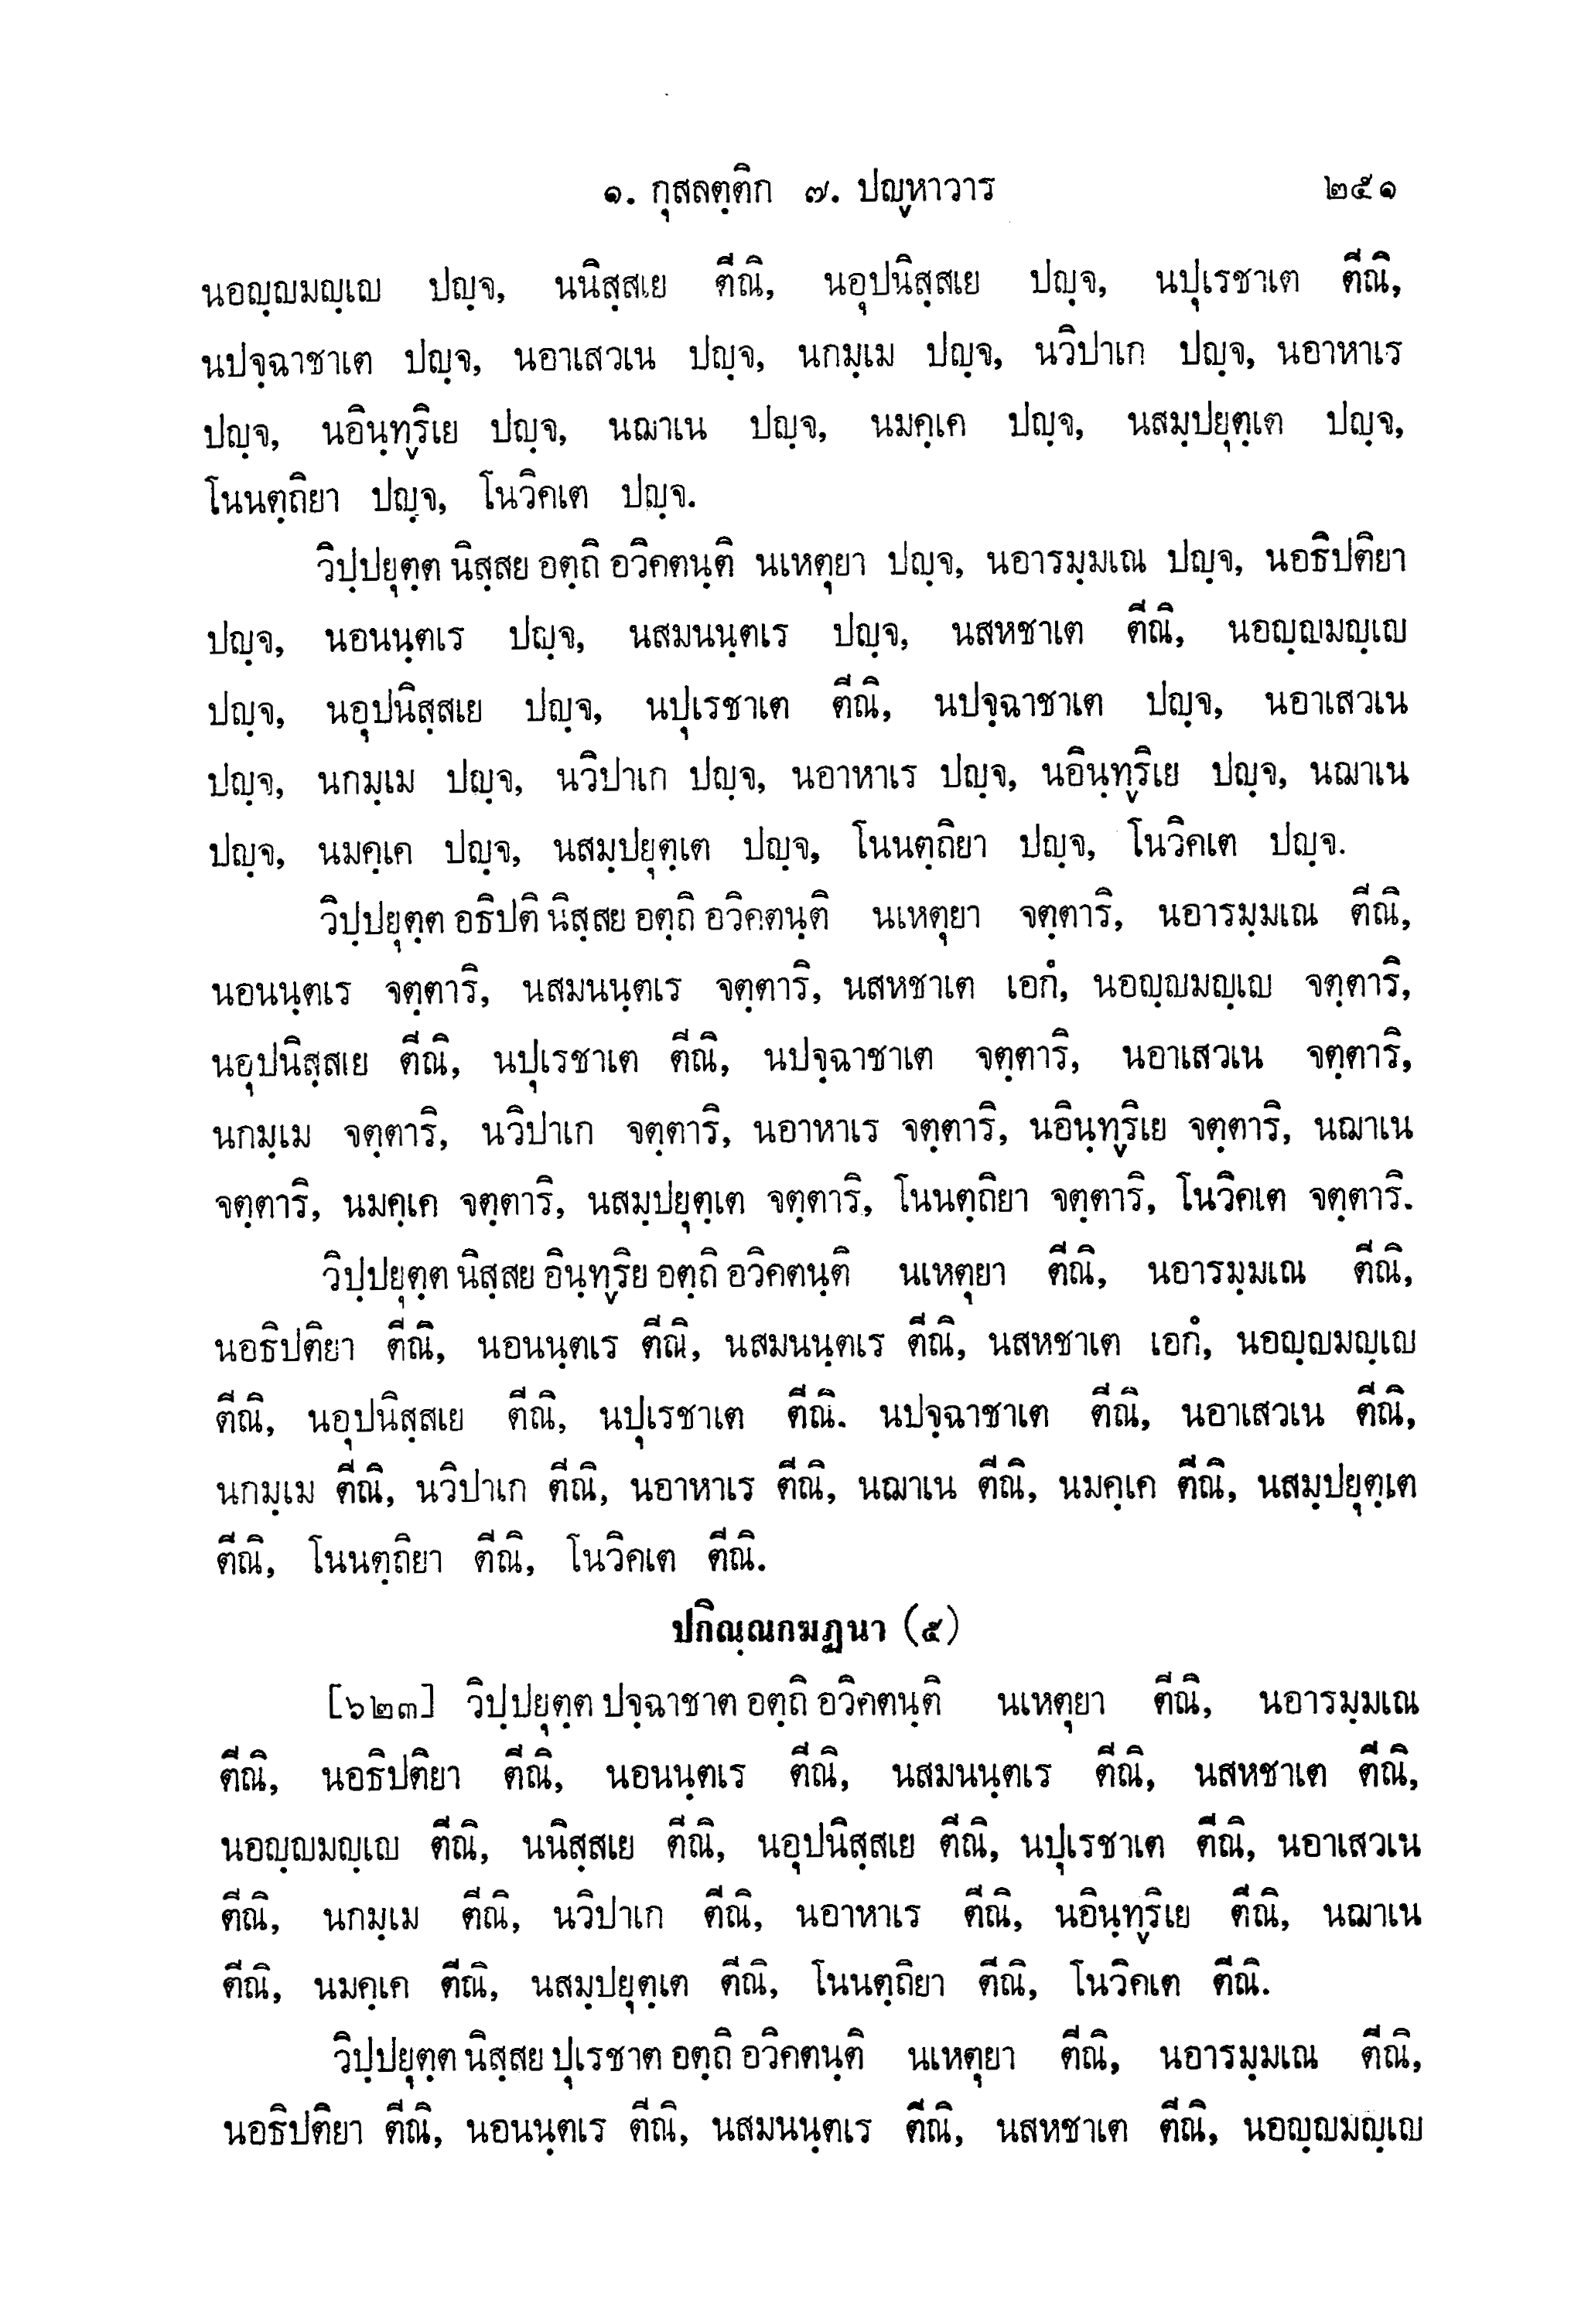 ๑. กุสลตฺติก ๗. ปญฺหาวาร ๒๕๑
นอญฺญมญฺเญ ปญฺจ, นนิสฺสเย ตีณิ, นอุปนิสฺสเย ปญฺจ, นปุเรชาเต ตีณิ,
นปจฺฉาชาเต ปญฺจ, นอาเสวเน ปญฺจ, นกมฺเม ปญฺจ, นวิปาเก ปญฺจ, นอาหาเร
ปญฺจ, นอินฺทฺริเย ปญฺจ, นฌาเน ปญฺจ, นมคฺเค ปญฺจ, นสมฺปยุตฺเต ปญฺจ,
โนนตฺถิยา ปญฺจ, โนวิคเต ปญฺจ.
วิปฺปยุตฺต นิสฺสย อตฺถิ อวิคตนฺติ นเหตุยา ปญฺจ, นอารมฺมเณ ปญฺจ, นอธิปติยา
ปญฺจ, นอนนฺตเร ปญฺจ, นสมนนฺตเร ปญฺจ, นสหชาเต ตีณิ, นอญฺญมญฺเญ
ปญฺจ, นอุปนิสฺสเย ปญฺจ, นปุเรชาเต ตีณิ, นปจฺฉาชาเต ปญฺจ, นอาเสวเน
ปญฺจ, นกมฺเม ปญฺจ, นวิปาเก ปญฺจ, นอาหาเร ปญฺจ, นอินฺทฺริเย ปญฺจ, นฌาเน
ปญฺจ, นมคฺเค ปญฺจ, นสมฺปยุตฺเต ปญฺจ, โนนตฺถิยา ปญฺจ, โนวิคเต ปญฺจ.
วิปฺปยุตฺต อธิปติ นิสฺสย อตฺถิ อวิคตนฺติ นเหตุยา จตฺตาริ, นอารมฺมเณ ตีณิ,
นอนนฺตเร จตฺตาริ, นสมนนฺตเร จตฺตาริ, นสหชาเต เอกํ, นอญฺญมญฺเญ จตฺตาริ,
นอุปนิสฺสเย ตีณิ, นปุเรชาเต ตีณิ, นปจฺฉาชาเต จตฺตาริ, นอาเสวเน จตฺตาริ,
นกมฺเม จตฺตาริ, นวิปาเก จตฺตาริ, นอาหาเร จตฺตาริ, นอินฺทฺริเย จตฺตาริ, นฌาเน
จตฺตาริ, นมคฺเค จตฺตาริ, นสมฺปยุตฺเต จตฺตาริ, โนนตฺถิยา จตฺตาริ, โนวิคเต จตฺตาริ.
วิปฺปยุตฺต นิสฺสย อินฺทฺริย อตฺถิ อวิคตนฺติ นเหตุยา ตีณิ, นอารมฺมเณ ตีณิ,
นอธิปติยา ตีณิ, นอนนฺตเร ตีณิ, นสมนนฺตเร ตีณิ, นสหชาเต เอกํ, นอญฺญมญฺเญ
ตีณิ, นอุปนิสฺสเย ตีณิ, นปุเรชาเต ตีณิ. นปจฺฉาชาเต ตีณิ, นอาเสวเน ตีณิ,
นกมฺเม ตีณิ, นวิปาเก ตีณิ, นอาหาเร ตีณิ, นฌาเน ตีณิ, นมคฺเค ตีณิ, นสมฺปยุตฺเต
ตีณิ, โนนตฺถิยา ตีณิ, โนวิคเต ตีณิ.
ปกิณฺณกฆฏนา (๕)
[๖๒๓] วิปฺปยุตฺต ปจฺฉาชาต อตฺถิ อวิคตนฺติ นเหตุยา ตีณิ, นอารมฺมเณ
ตีณิ, นอธิปติยา ตีณิ, นอนนฺตเร ตีณิ, นสมนนฺตเร ตีณิ, นสหชาเต ตีณิ,
นอญฺญมญฺเญ ตีณิ, นนิสฺสเย ตีณิ, นอุปนิสฺสเย ตีณิ, นปุเรชาเต ตีณิ, นอาเสวเน
ตีณิ, นกมฺเม ตีณิ, นวิปาเก ตีณิ, นอาหาเร ตีณิ, นอินฺทฺริเย ตีณิ, นฌาเน
ตีณิ, นมคฺเค ตีณิ, นสมฺปยุตฺเต ตีณิ, โนนตฺถิยา ตีณิ, โนวิคเต ตีณิ.
วิปฺปยุตฺต นิสฺสย ปุเรชาต อตฺถิ อวิคตนฺติ นเหตุยา ตีณิ, นอารมฺมเณ ตีณิ,
นอธิปติยา ตีณิ, นอนนฺตเร ตีณิ, นสมนนฺตเร ตีณิ, นสหชาเต ตีณิ, นอญฺญมญฺเญ